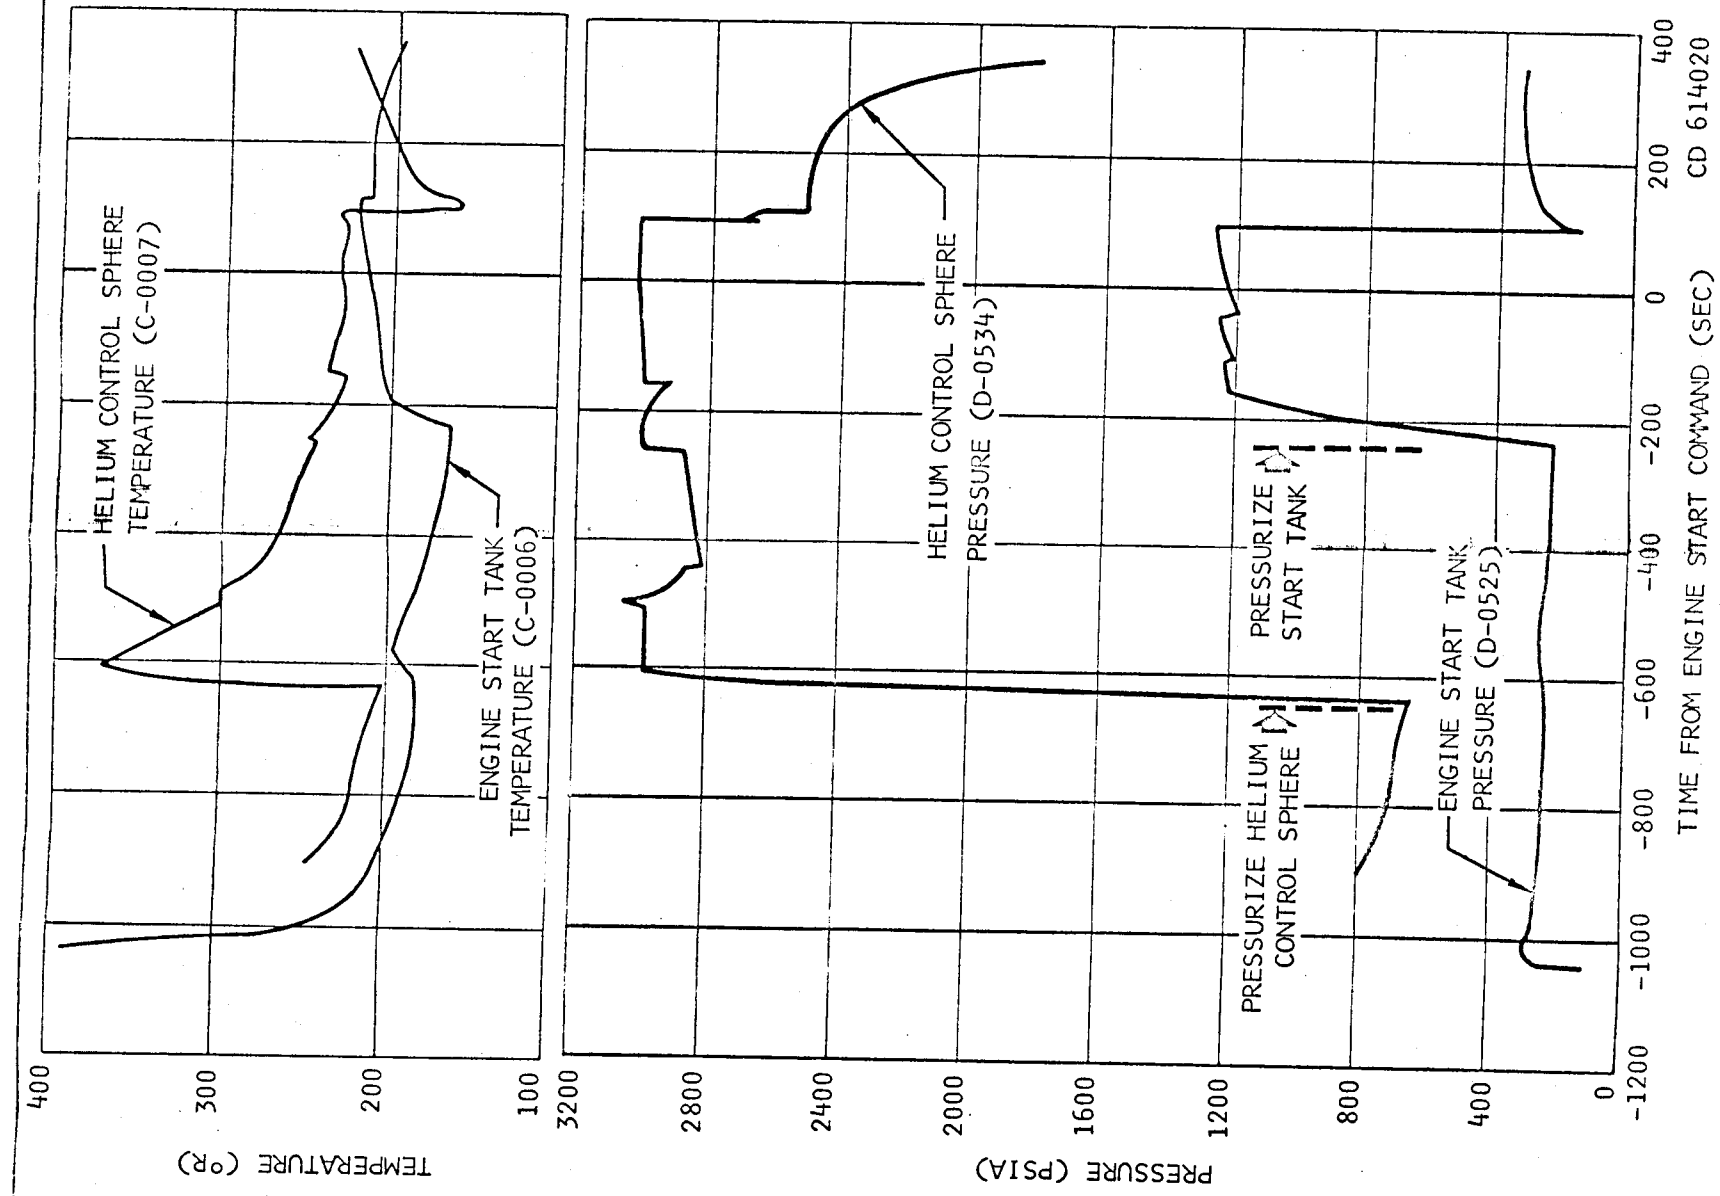 TEMPERATURE (°R)
400
300
200
100
HELIUM CONTROL SPHERE
TEMPERATURE (C-0007)
ENGINE START TANK
TEMPERATURE (C-0006)
PRESSURE (PSIA)
3200
2800
2400
2000
1600
1200
800
400
0
HELIUM CONTROL SPHERE
PRESSURE (D-0534)
PRESSURIZE HELIUM
CONTROL SPHERE
PRESSURIZE
START TANK
ENGINE START TANK
PRESSURE (D-0525)
-1200
-1000
-800
-600
-400
-200
0
200
400
TIME FROM ENGINE START COMMAND (SEC)
CD 614020